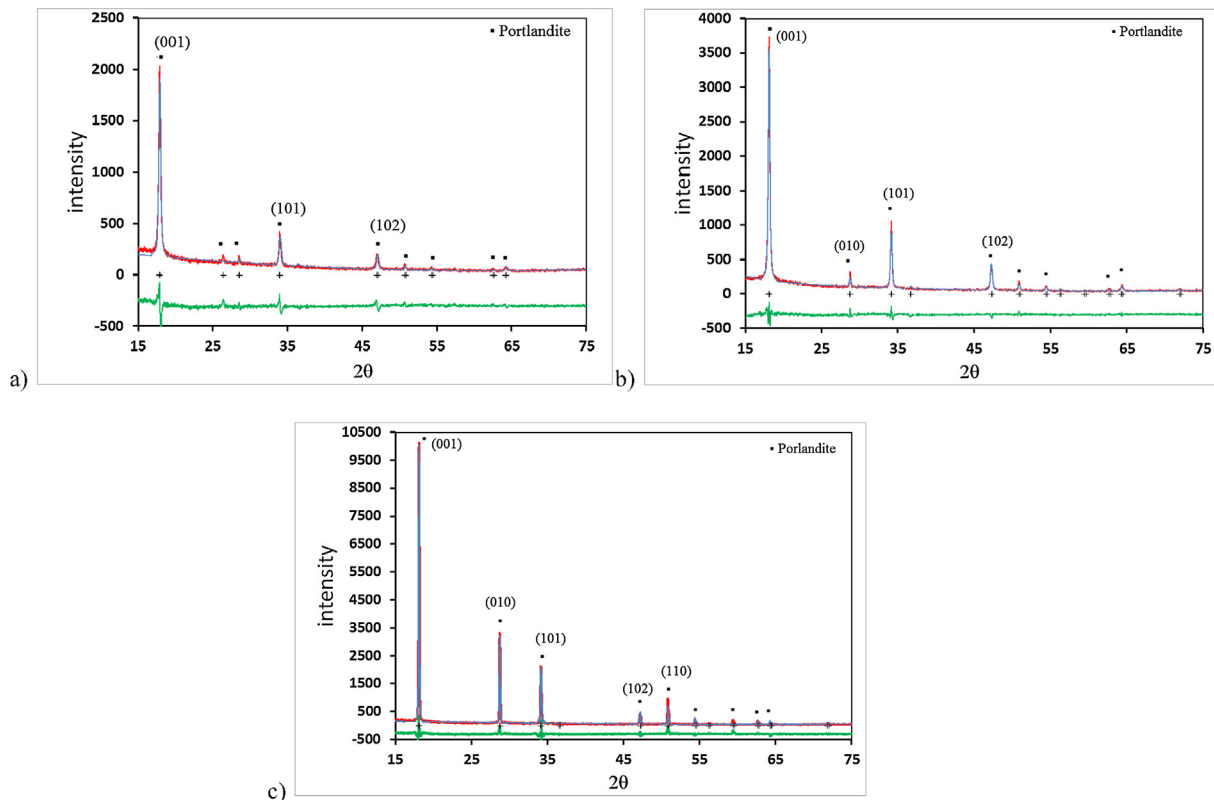 2500
2000
1500
1000
500
0
-500
intensity
(001)
(101)
(102)
Portlandite
15 25 35 45 55 65 75
2θ
a)
4000
3500
3000
2500
2000
1500
1000
500
0
-500
intensity
(001)
(010)
(101)
(102)
Portlandite
15 25 35 45 55 65 75
2θ
b)
10500
9500
8500
7500
6500
5500
4500
3500
2500
1500
500
-500
intensity
(001)
(010)
(101)
(102)
(110)
Porlandite
15 25 35 45 55 65 75
2θ
c)